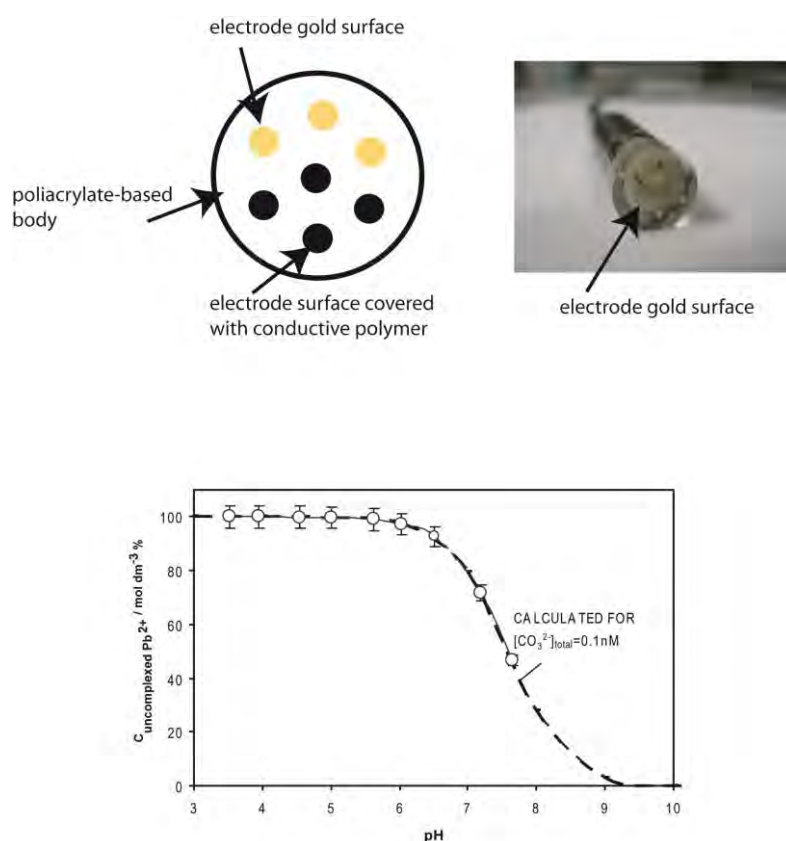 electrode gold surface
poliacrylate-based
body
electrode surface covered
with conductive polymer
electrode gold surface
C uncomplexed Pb2+ / mol dm-3 %
100
80
60
40
20
0
CALCULATED FOR
[CO32-]total=0.1nM
3 4 5 6 7 8 9 10
pH